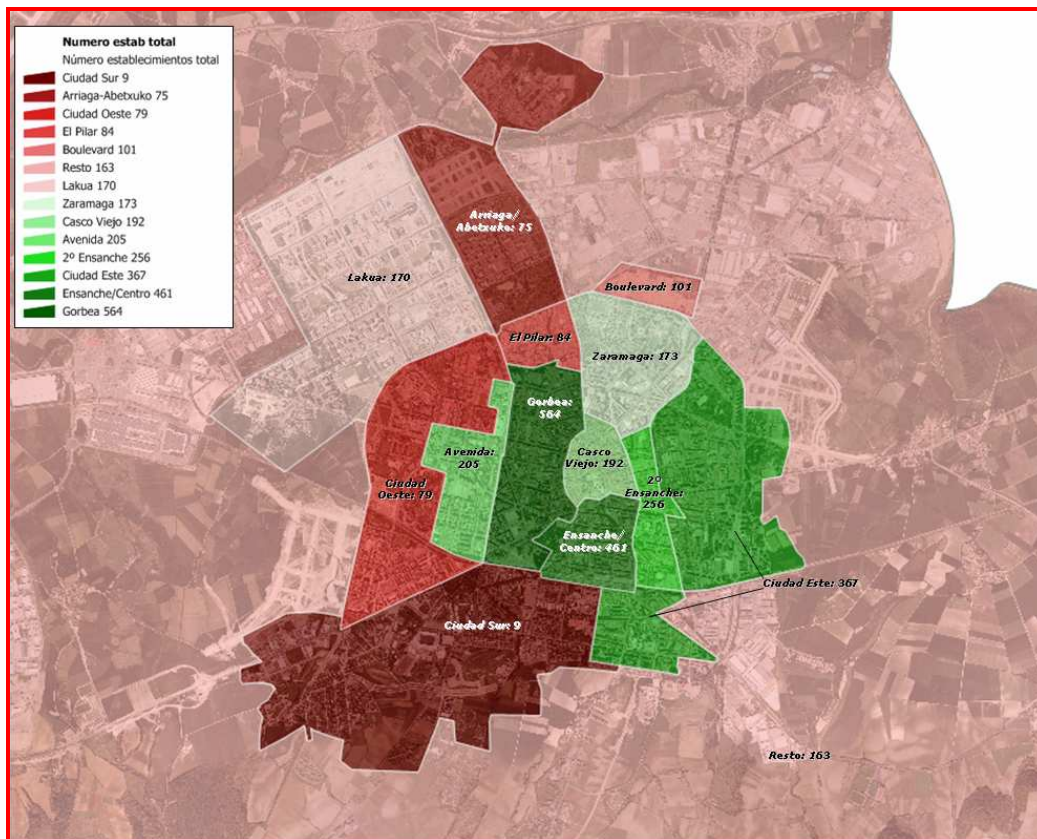 Numero estab total
Número establecimientos total
Ciudad Sur 9
Arriaga-Abetxuko 75
Ciudad Oeste 79
El Pilar 84
Boulevard 101
Resto 163
Lakua 170
Zaramaga 173
Casco Viejo 192
Avenida 205
2º Ensanche 256
Ciudad Este 367
Ensanche/Centro 461
Gorbea 564
Arriaga/
Abetxuko: 75
Lakua: 170
Boulevard: 101
El Pilar: 84
Zaramaga: 173
Gorbea:
564
Avenida:
205
Casco
Viejo: 192
Ciudad
Oeste: 79
2º
Ensanche:
256
Ensanche/
Centro: 461
Ciudad Este: 367
Ciudad Sur: 9
Resto: 163